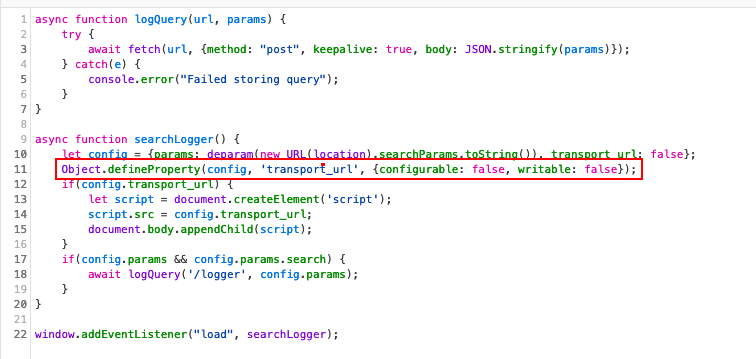 1 async function logQuery(url, params) {
2     try {
3         await fetch(url, {method: "post", keepalive: true, body: JSON.stringify(params)});
4     } catch(e) {
5         console.error("Failed storing query");
6     }
7 }
8
9 async function searchLogger() {
10     let config = {params: deparam(new URL(location).searchParams.toString()), transport_url: false};
11     Object.defineProperty(config, 'transport_url', {configurable: false, writable: false});
12     if(config.transport_url) {
13         let script = document.createElement('script');
14         script.src = config.transport_url;
15         document.body.appendChild(script);
16     }
17     if(config.params && config.params.search) {
18         await logQuery('/logger', config.params);
19     }
20 }
21
22 window.addEventListener("load", searchLogger);